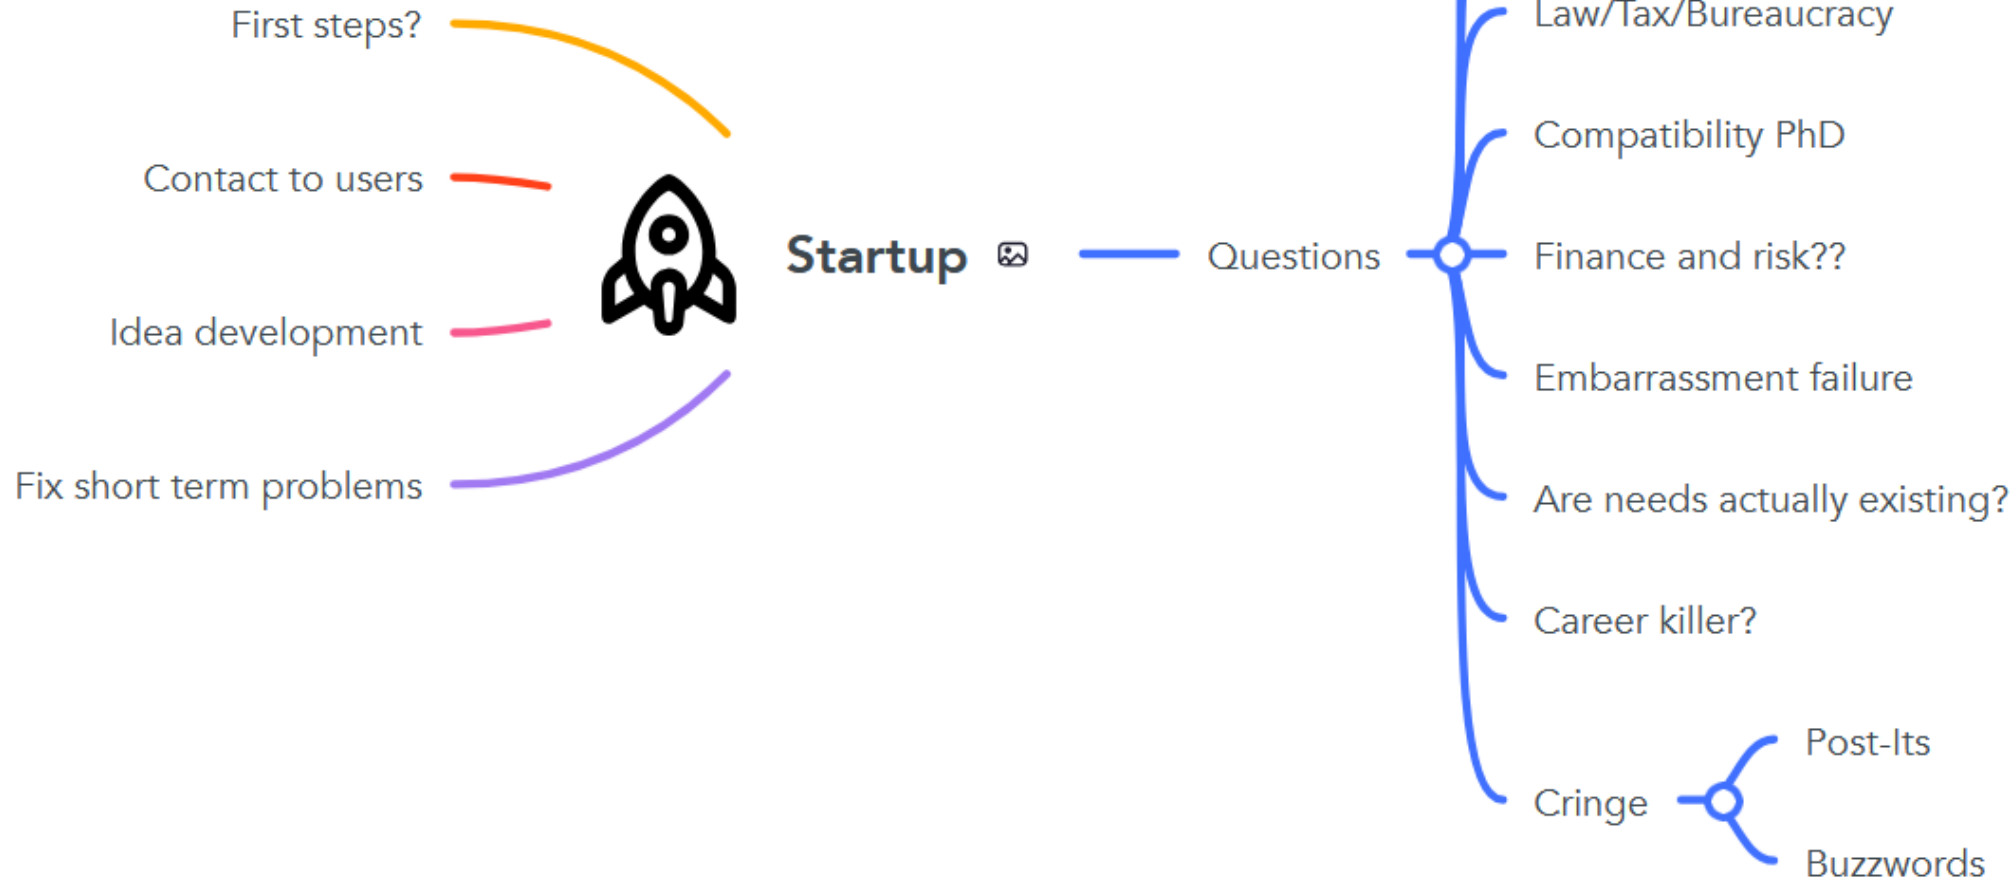 First steps?
Contact to users
Idea development
Fix short term problems
Startup
Questions
Law/Tax/Bureaucracy
Compatibility PhD
Finance and risk??
Embarrassment failure
Are needs actually existing?
Career killer?
Cringe
Post-Its
Buzzwords